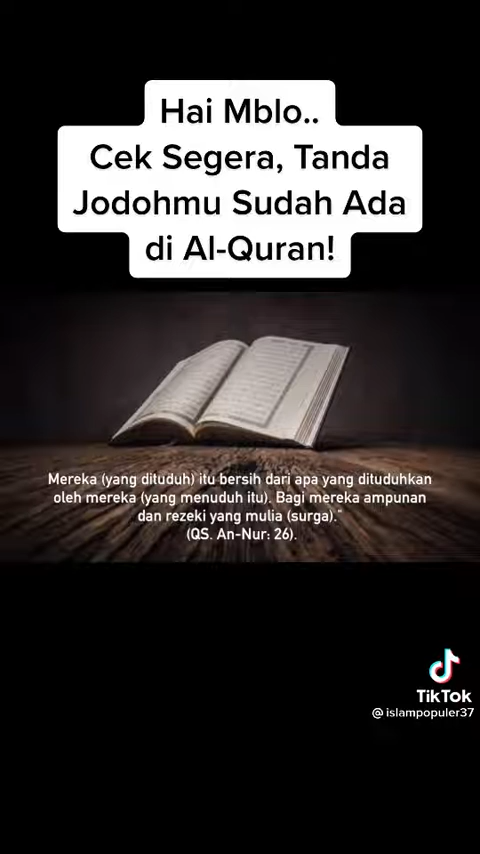 Hai Mblo..
Cek Segera, Tanda
Jodohmu Sudah Ada
di Al-Quran!
Mereka (yang dituduh) itu bersih dari apa yang dituduhkan
oleh mereka (yang menuduh itu). Bagi mereka ampunan
dan rezeki yang mulia (surga)."
(QS. An-Nur: 26).
TikTok
@islampopuler37